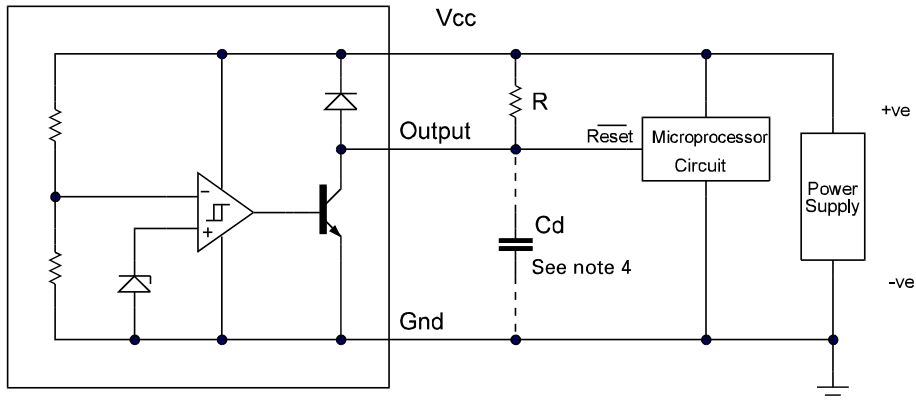 Vcc
R
+ve
Output
Reset
Microprocessor
Circuit
−
+
Power
Supply
Cd
See note 4
-ve
Gnd